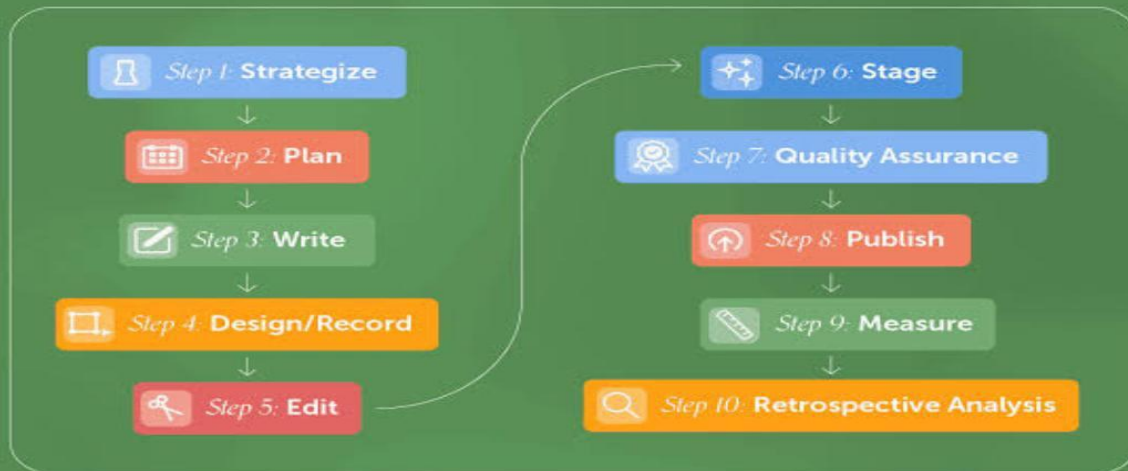 Step 1: Strategize
Step 2: Plan
Step 3: Write
Step 4: Design/Record
Step 5: Edit
Step 6: Stage
Step 7: Quality Assurance
Step 8: Publish
Step 9: Measure
Step 10: Retrospective Analysis